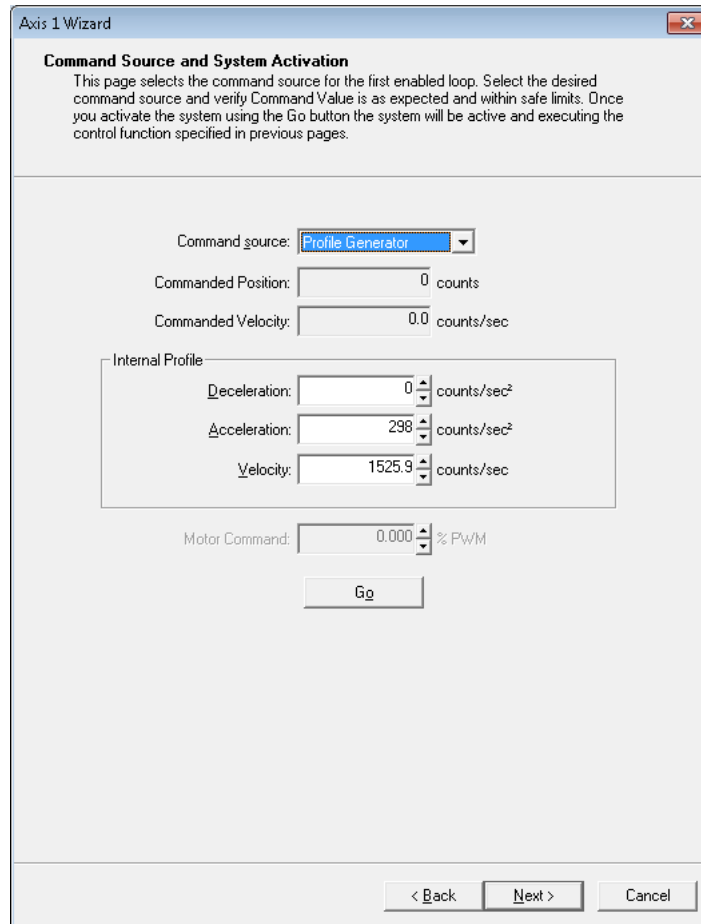 Axis 1 Wizard
Command Source and System Activation
This page selects the command source for the first enabled loop. Select the desired
command source and verify Command Value is as expected and within safe limits. Once
you activate the system using the Go button the system will be active and executing the
control function specified in previous pages.
Command source: Profile Generator
Commanded Position: 0 counts
Commanded Velocity: 0.0 counts/sec
Internal Profile
Deceleration: 0 counts/sec²
Acceleration: 298 counts/sec²
Velocity: 1525.9 counts/sec
Motor Command: 0.000 % PWM
Go
< Back Next > Cancel